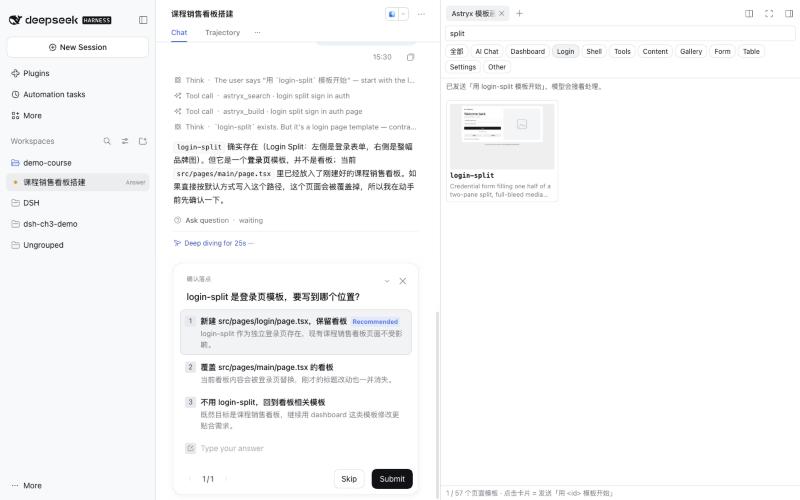 deepseek HARNESS
New Session
Plugins
Automation tasks
More
Workspaces
demo-course
课程销售看板搭建
Answer
DSH
dsh-ch3-demo
Ungrouped
More
课程销售看板搭建
Chat
Trajectory
15:30
Think · The user says "用 `login-split` 模板开始" — start with the l...
Tool call · astryx_search · login split sign in auth
Tool call · astryx_build · login split sign in auth page
Think · `login-split` exists. But it's a login page template — contra...
login-split 确实存在（Login Split：左侧是登录表单，右侧是整幅
品牌图）。但它是一个登录页模板，并不是看板；当前
src/pages/main/page.tsx 里已经放入了刚建好的课程销售看板。如
果直接按默认方式写入这个路径，这个页面会被覆盖掉，所以我在动手
前先确认一下。
Ask question · waiting
Deep diving for 25s
确认落点
login-split 是登录页模板，要写到哪个位置？
1 新建 src/pages/login/page.tsx，保留看板 Recommended
login-split 作为独立登录页存在，现有课程销售看板页面不受影
响。
2 覆盖 src/pages/main/page.tsx 的看板
当前看板内容会被登录页替换，刚才的标题改动也一并消失。
3 不用 login-split，回到看板相关模板
既然目标是课程销售看板，继续用 dashboard 这类模板修改更
贴合需求。
Type your answer
1/1
Skip
Submit
Astryx 模板
split
全部 AI Chat Dashboard Login Shell Tools Content Gallery Form Table
Settings Other
已发送「用 login-split 模板开始」，模型会接着处理。
login-split
Credential form filling one half of a
two-pane split, full-bleed media...
1 / 57 个页面模板 · 点击卡片 = 发送「用 <id> 模板开始」